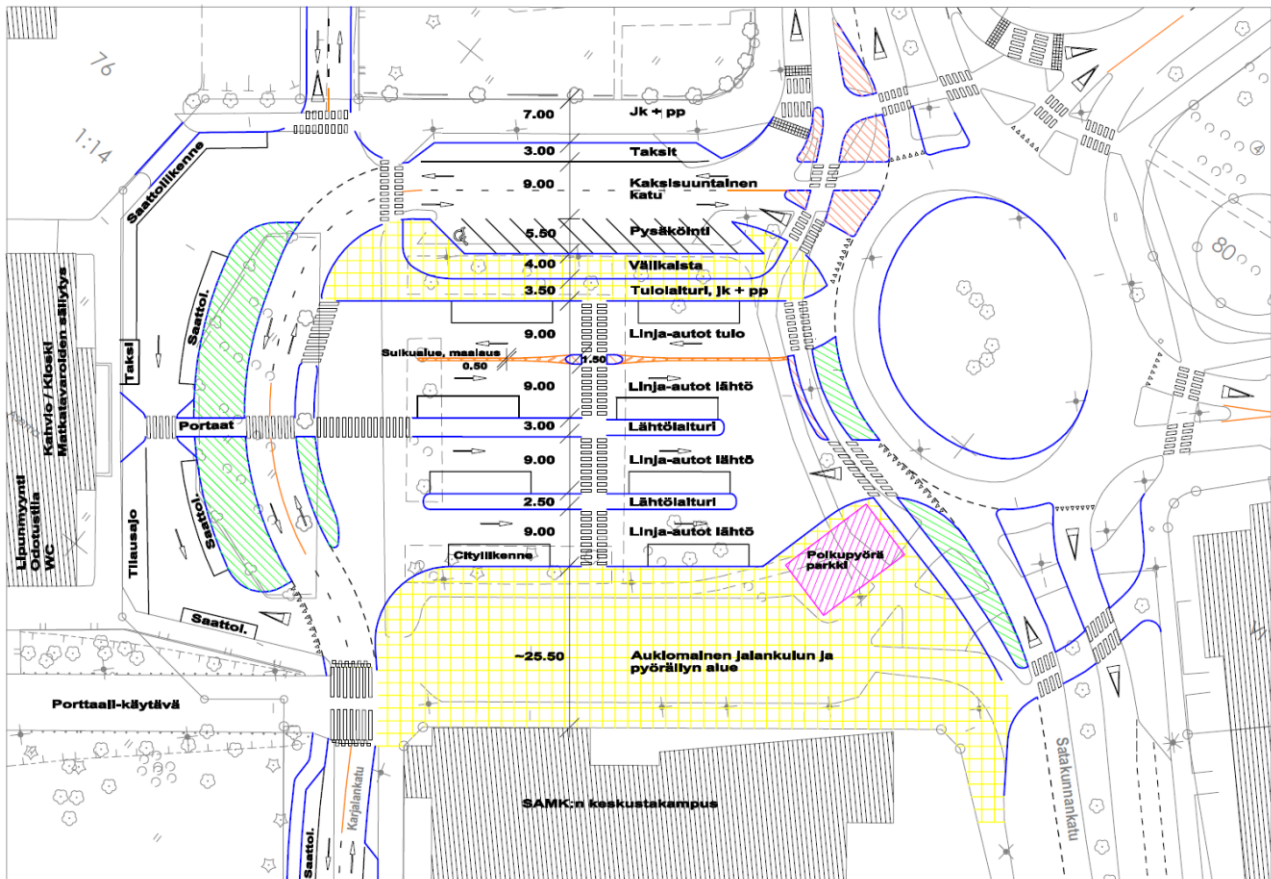 76
1:14
7.00 Jk + pp
3.00 Taksit
9.00 Kaksisuuntainen
katu
5.50 Pysäköinti
4.00 Välikaista
3.50 Tulolaituri, jk + pp
9.00 Linja-autot tulo
Sulkualue, maalaus
0.50
1.50
9.00 Linja-autot lähtö
3.00 Lähtölaituri
9.00 Linja-autot lähtö
2.50 Lähtölaituri
9.00 Linja-autot lähtö
Cityliikenne
~25.50 Aukiomainen jalankulun ja
pyöräilyn alue
Polkupyörä
parkki
80
Saattoliikenne
Saattol.
Taksi
Portaat
Saattol.
Tilausajo
Saattol.
Lipunmyynti
Odotustila
WC
Kahvio / Kioski
Matkatavaroiden säilytys
Porttaali-käytävä
Saattol.
Karjalankatu
SAMK:n keskustakampus
Satakunnankatu